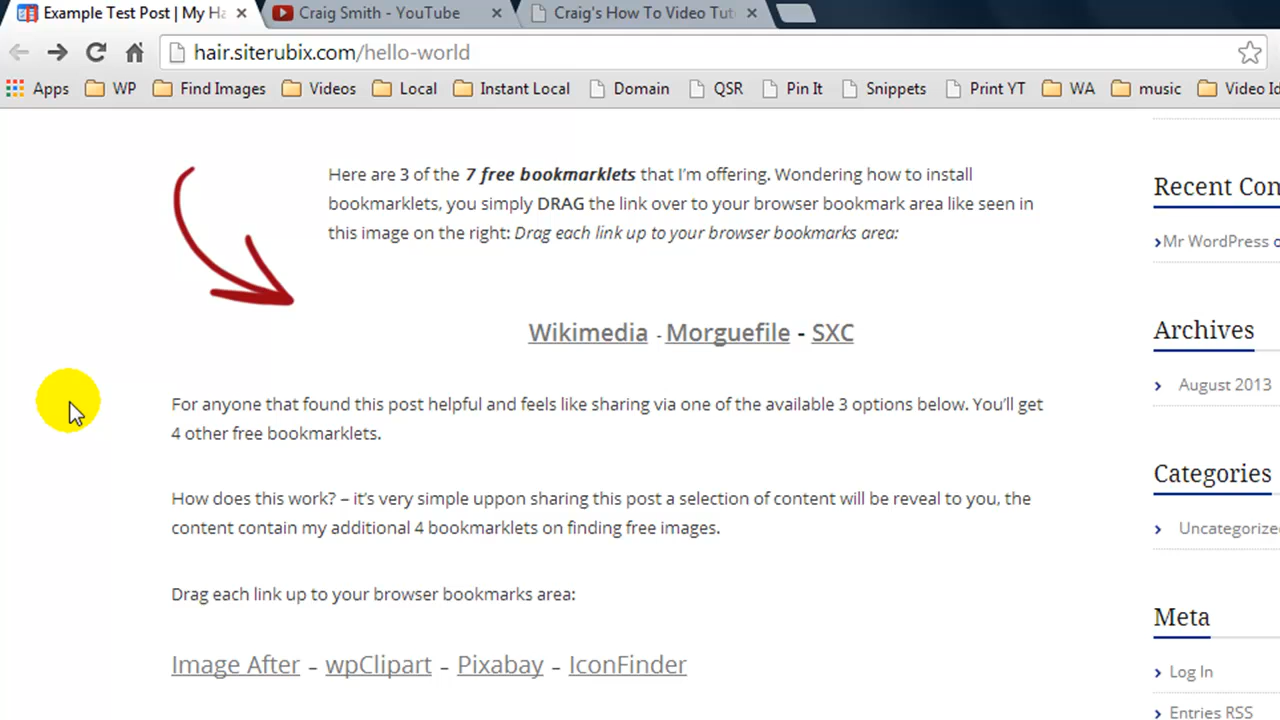 Example Test Post | My Ha
Craig Smith - YouTube
Craig's How To Video Tut
hair.siterubix.com/hello-world
Apps WP Find Images Videos Local Instant Local Domain QSR Pin It Snippets Print YT WA music Video Id
Here are 3 of the 7 free bookmarklets that I'm offering. Wondering how to install
bookmarklets, you simply DRAG the link over to your browser bookmark area like seen in
this image on the right: Drag each link up to your browser bookmarks area:
Wikimedia - Morguefile - SXC
For anyone that found this post helpful and feels like sharing via one of the available 3 options below. You'll get
4 other free bookmarklets.
How does this work? – it's very simple uppon sharing this post a selection of content will be reveal to you, the
content contain my additional 4 bookmarklets on finding free images.
Drag each link up to your browser bookmarks area:
Image After – wpClipart – Pixabay – IconFinder
Recent Con
Mr WordPress o
Archives
August 2013
Categories
Uncategorized
Meta
Log In
Entries RSS